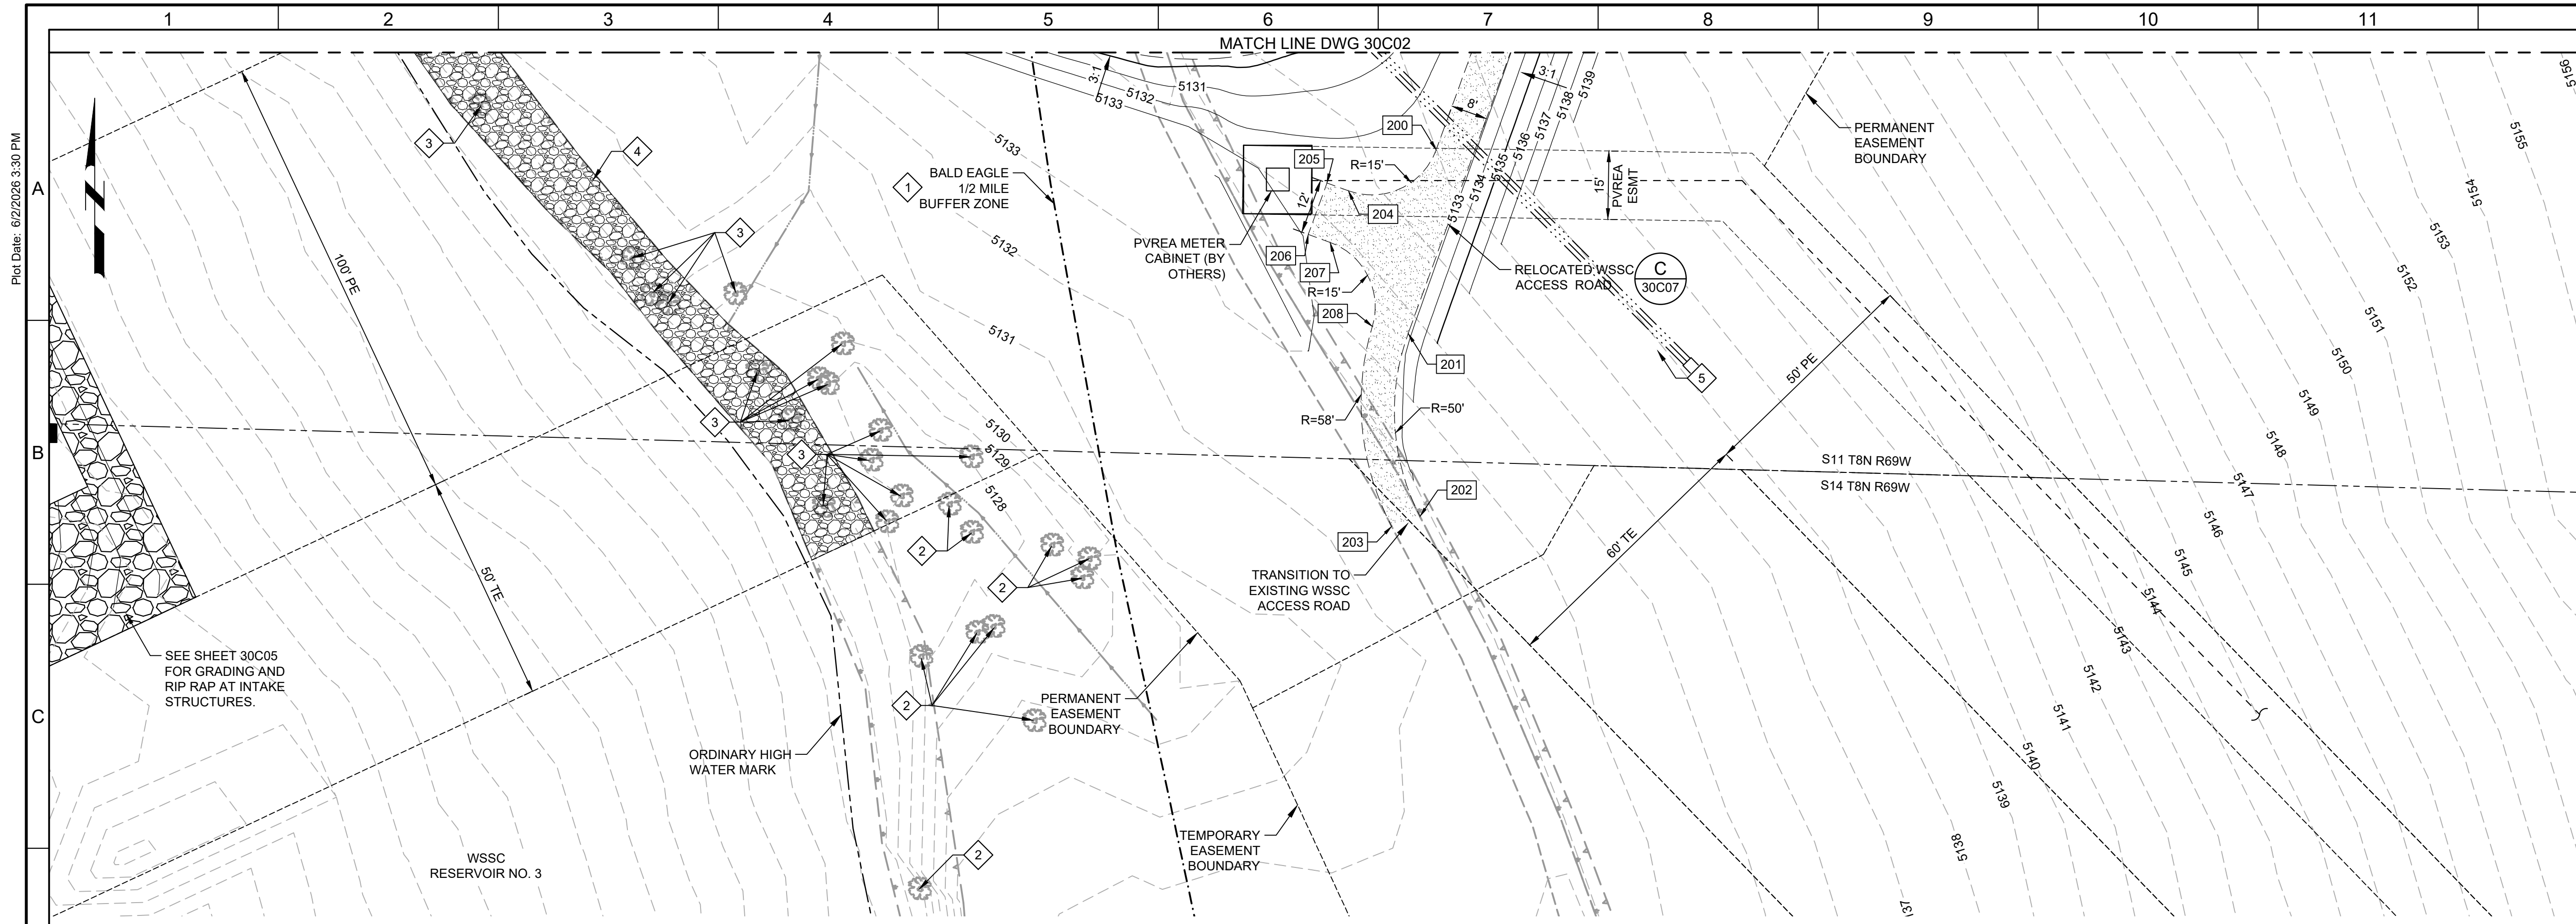 1 2 3 4 5 6 7 8 9 10 11
MATCH LINE DWG 30C02
Plot Date: 6/2/2026 3:30 PM
A
B
C
3
4
3
100' PE
3
3
50' TE
SEE SHEET 30C05
FOR GRADING AND
RIP RAP AT INTAKE
STRUCTURES.
WSSC
RESERVOIR NO. 3
ORDINARY HIGH
WATER MARK
1
BALD EAGLE
1/2 MILE
BUFFER ZONE
2
2
2
2
5133
5132
5131
5130
5129
5128
3:1
5133
5132
5131
PERMANENT
EASEMENT
BOUNDARY
TEMPORARY
EASEMENT
BOUNDARY
PVREA METER
CABINET (BY
OTHERS)
200
205
R=15'
12'
204
206
207
R=15'
208
201
R=58'
R=50'
202
203
TRANSITION TO
EXISTING WSSC
ACCESS ROAD
8'
3:1
5133
5134
5135
5136
5137
5138
5139
15'
PVREA
ESMT
RELOCATED WSSC
ACCESS ROAD
C
30C07
5
PERMANENT
EASEMENT
BOUNDARY
50' PE
60' TE
S11 T8N R69W
S14 T8N R69W
5156
5155
5154
5153
5152
5151
5150
5149
5148
5147
5146
5145
5144
5143
5142
5141
5140
5139
5138